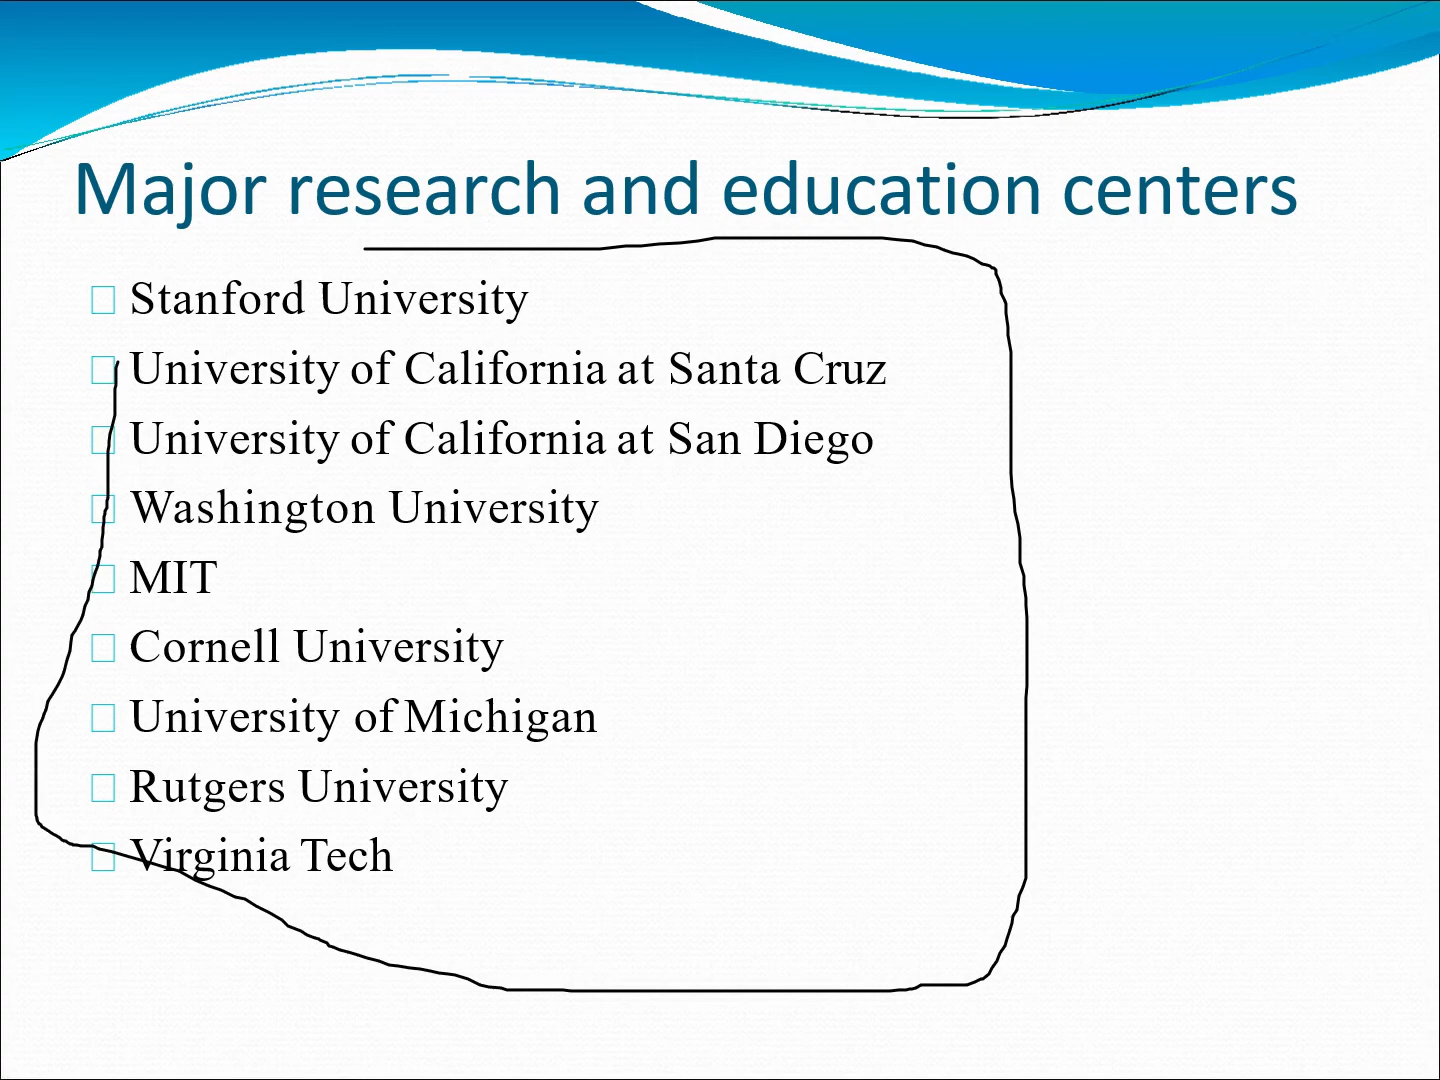 Major research and education centers
Stanford University
University of California at Santa Cruz
University of California at San Diego
Washington University
MIT
Cornell University
University of Michigan
Rutgers University
Virginia Tech